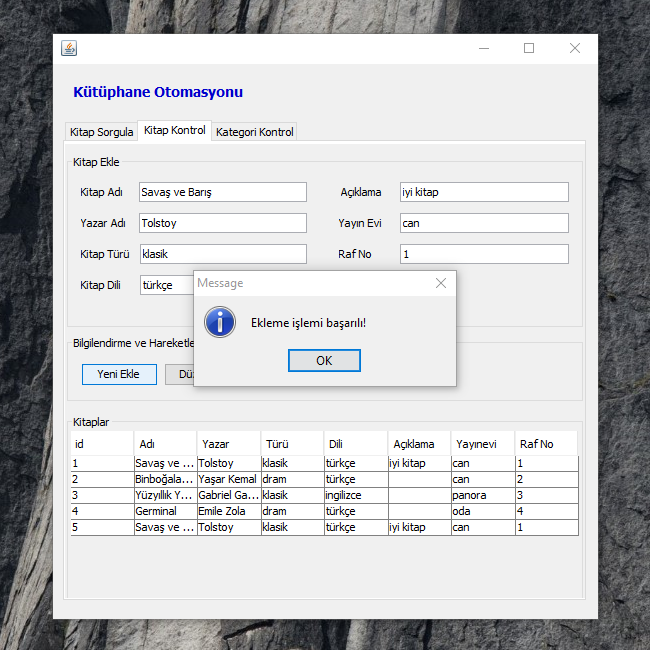 Kütüphane Otomasyonu
Kitap Sorgula Kitap Kontrol Kategori Kontrol
Kitap Ekle
Kitap Adı Savaş ve Barış Açıklama iyi kitap
Yazar Adı Tolstoy Yayın Evi can
Kitap Türü klasik Raf No 1
Kitap Dili türkçe
Message
Ekleme işlemi başarılı!
OK
Bilgilendirme ve Hareketle
Yeni Ekle Dü
Kitaplar
id Adı Yazar Türü Dili Açıklama Yayınevi Raf No
1 Savaş ve ... Tolstoy klasik türkçe iyi kitap can 1
2 Binboğala... Yaşar Kemal dram türkçe can 2
3 Yüzyıllık Y... Gabriel Ga... klasik ingilizce panora 3
4 Germinal Emile Zola dram türkçe oda 4
5 Savaş ve ... Tolstoy klasik türkçe iyi kitap can 1